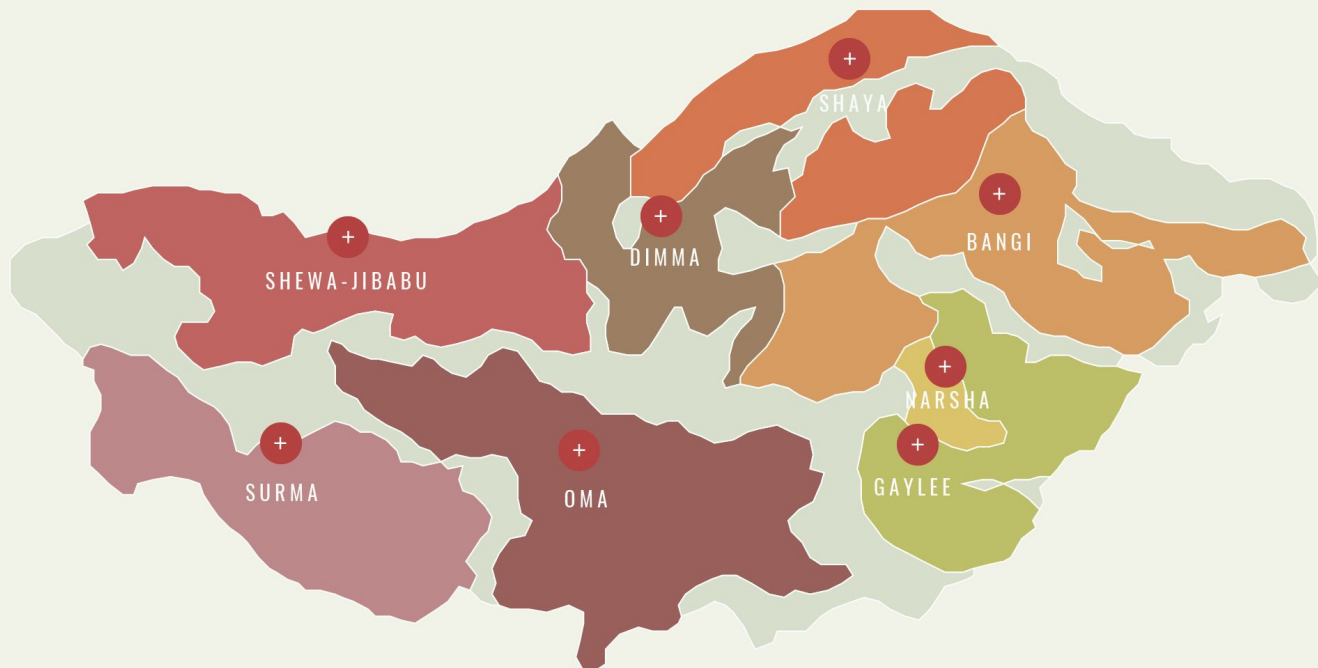 SHAYA
DIMMA
BANGI
SHEWA-JIBABU
NARSHA
SURMA
OMA
GAYLEE